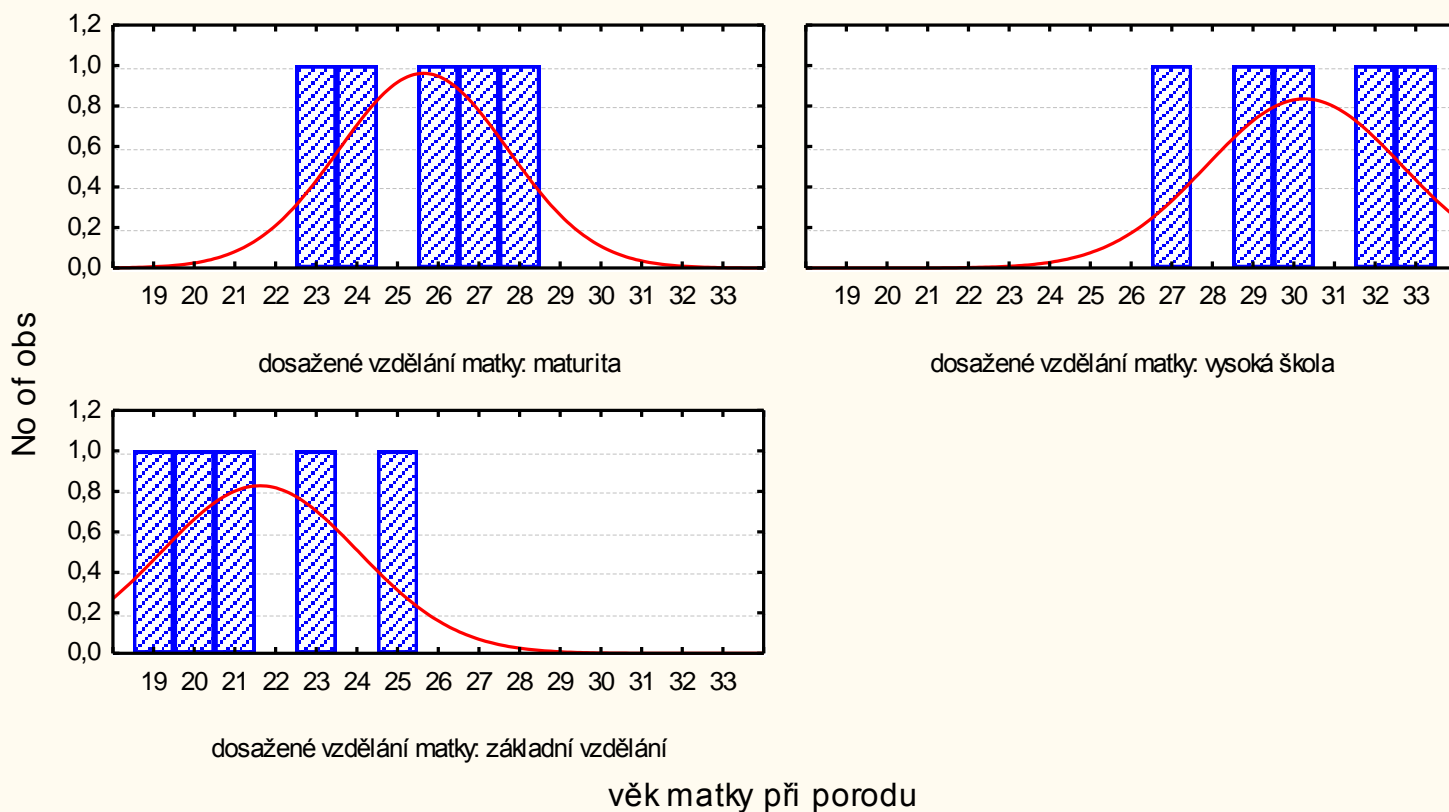 1,2
1,0
0,8
0,6
0,4
0,2
0,0
19 20 21 22 23 24 25 26 27 28 29 30 31 32 33
dosažené vzdělání matky: maturita
19 20 21 22 23 24 25 26 27 28 29 30 31 32 33
dosažené vzdělání matky: vysoká škola
No of obs
1,2
1,0
0,8
0,6
0,4
0,2
0,0
19 20 21 22 23 24 25 26 27 28 29 30 31 32 33
dosažené vzdělání matky: základní vzdělání
věk matky při porodu